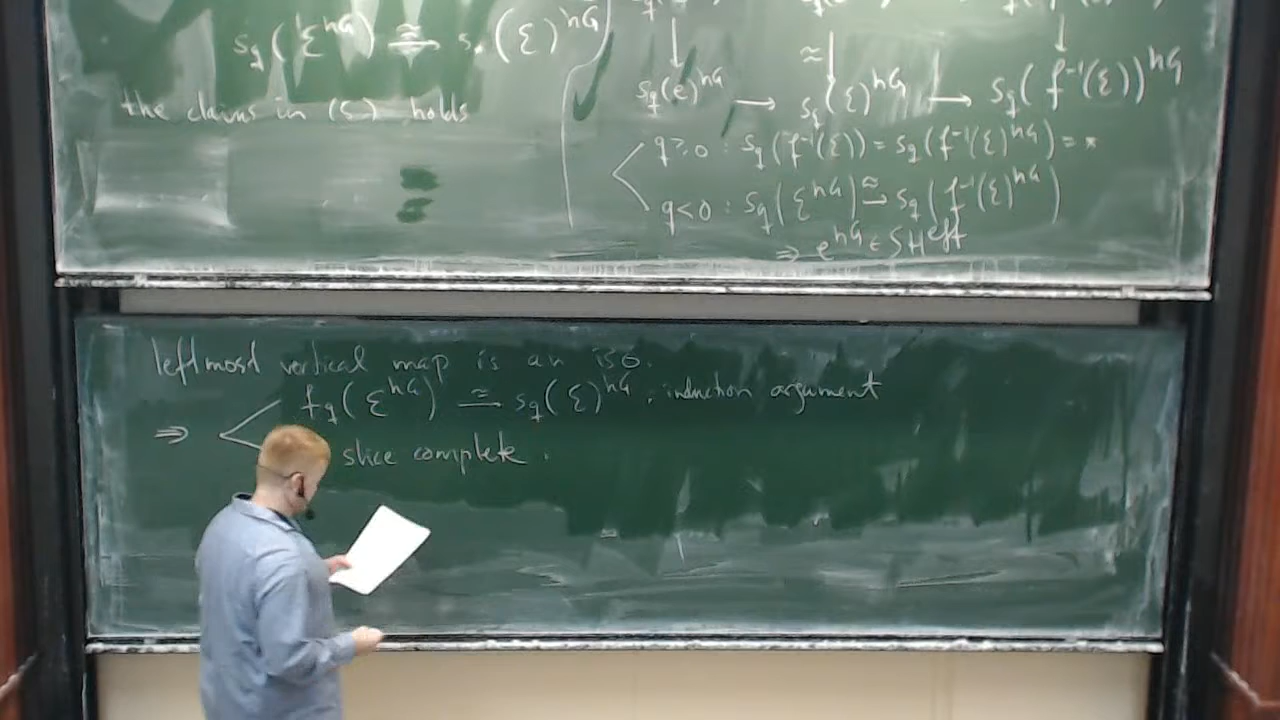 s_q(Ɛ^{hG}) ≅→ s_q(Ɛ)^{hG}
the claims in (5) holds
s_q(e)^{hG} → s_q(Ɛ)^{hG} → s_q(f^{-1}(Ɛ))^{hG}
q≥0 : s_q(f^{-1}(Ɛ)) = s_q(f^{-1}(Ɛ)^{hG}) = *
q<0 : s_q(Ɛ^{hG}) ≅→ s_q(f^{-1}(Ɛ)^{hG})
⇒ e^{hG} ∈ SH^{eff}
leftmost vertical map is an iso.
f_q(Ɛ^{hG}) ≅→ s_q(Ɛ)^{hG}, induction argument
⇒
slice complete.